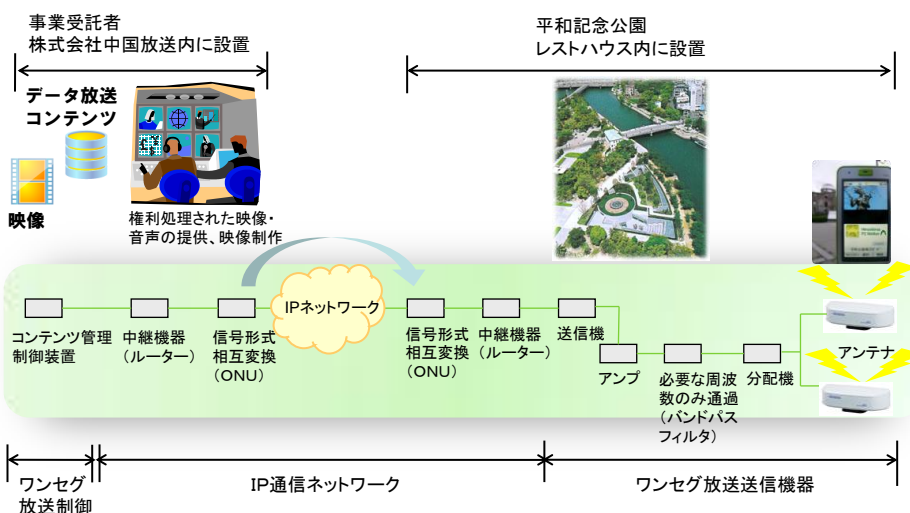 事業受託者
株式会社中国放送内に設置
平和記念公園
レストハウス内に設置
データ放送
コンテンツ
映像
権利処理された映像・
音声の提供、映像制作
IPネットワーク
コンテンツ管理
制御装置
中継機器
(ルーター)
信号形式
相互変換
(ONU)
信号形式
相互変換
(ONU)
中継機器
(ルーター)
送信機
アンプ
必要な周波
数のみ通過
(バンドパス
フィルタ)
分配機
アンテナ
ワンセグ
放送制御
IP通信ネットワーク
ワンセグ放送送信機器